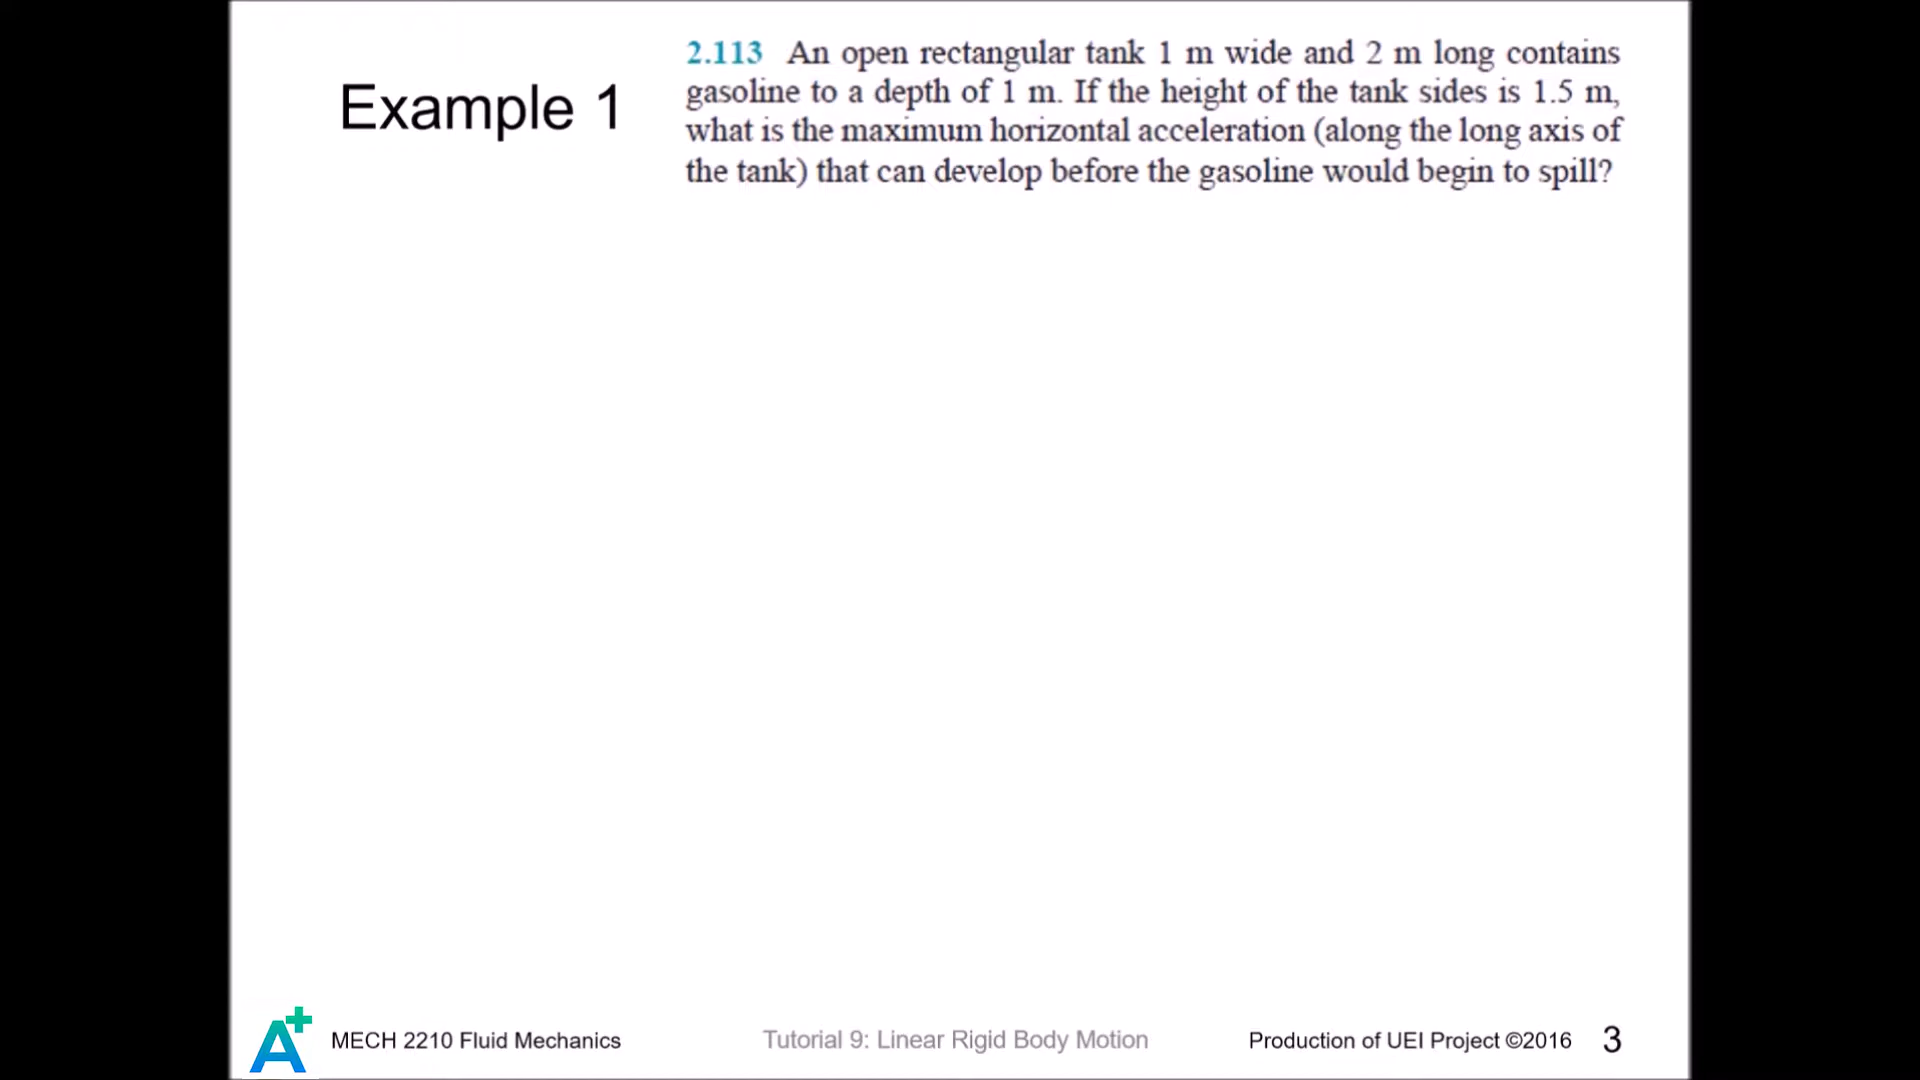 Example 1
2.113 An open rectangular tank 1 m wide and 2 m long contains
gasoline to a depth of 1 m. If the height of the tank sides is 1.5 m,
what is the maximum horizontal acceleration (along the long axis of
the tank) that can develop before the gasoline would begin to spill?
A+ MECH 2210 Fluid Mechanics
Tutorial 9: Linear Rigid Body Motion
Production of UEI Project ©2016
3